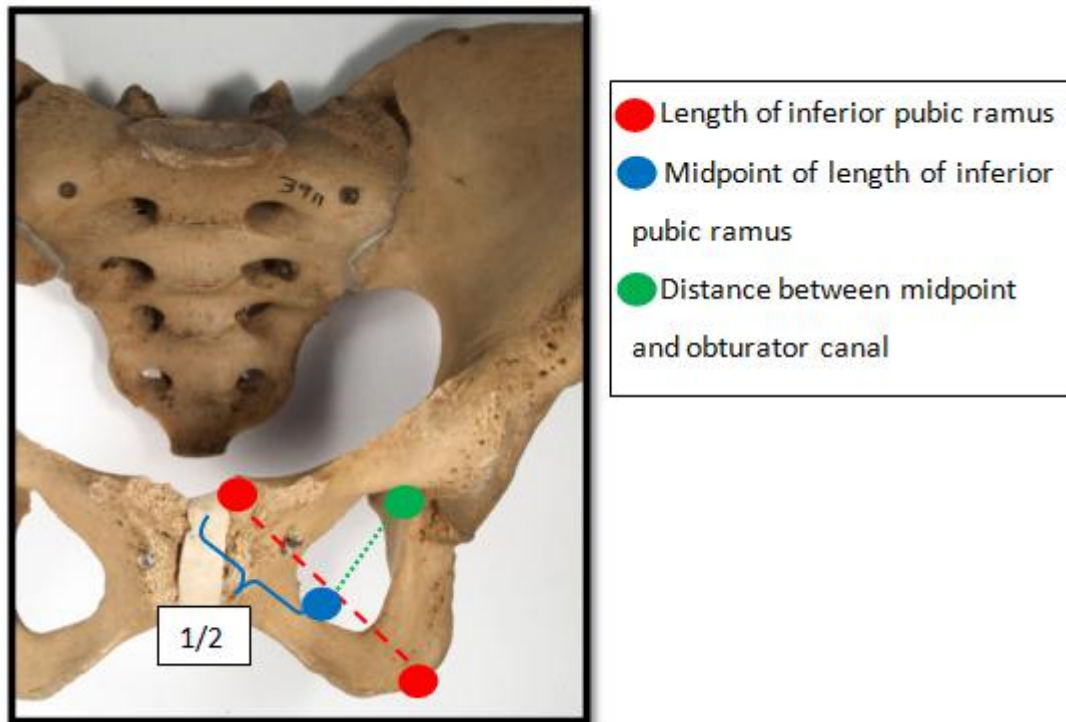 Length of inferior pubic ramus
Midpoint of length of inferior
pubic ramus
Distance between midpoint
and obturator canal
1/2